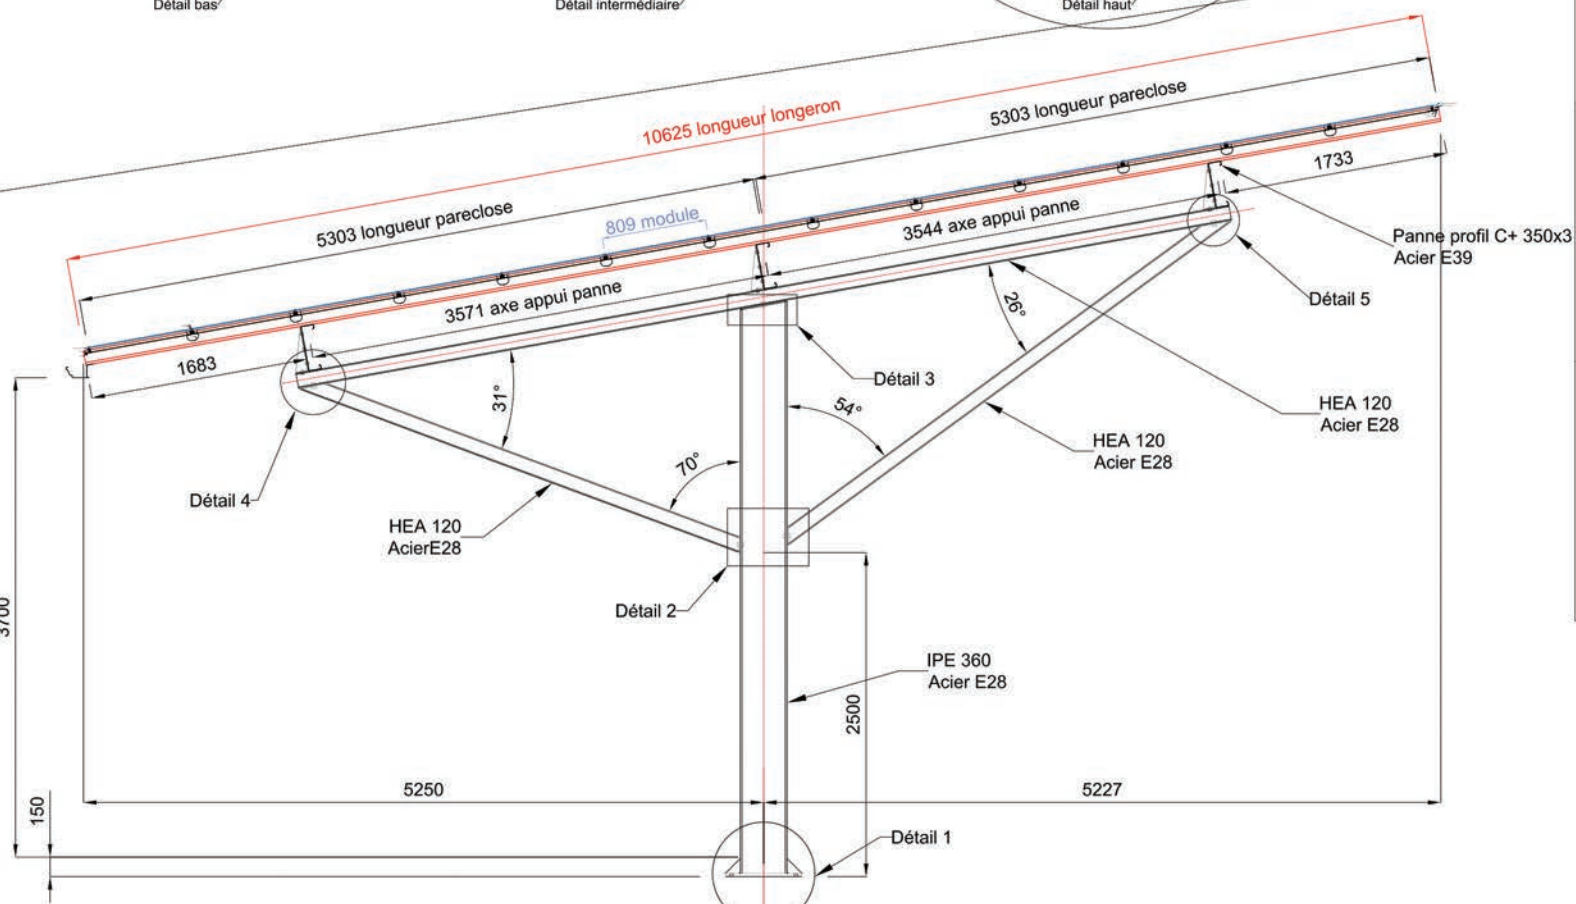 Détail bas
Détail intermédiaire
Détail haut
10625 longueur longeron
5303 longueur pareclose
5303 longueur pareclose
809 module
1733
3544 axe appui panne
3571 axe appui panne
1683
Panne profil C+ 350x3
Acier E39
Détail 5
Détail 3
26°
31°
54°
70°
HEA 120
Acier E28
HEA 120
Acier E28
Détail 4
HEA 120
AcierE28
Détail 2
3700
IPE 360
Acier E28
2500
5250
5227
150
Détail 1